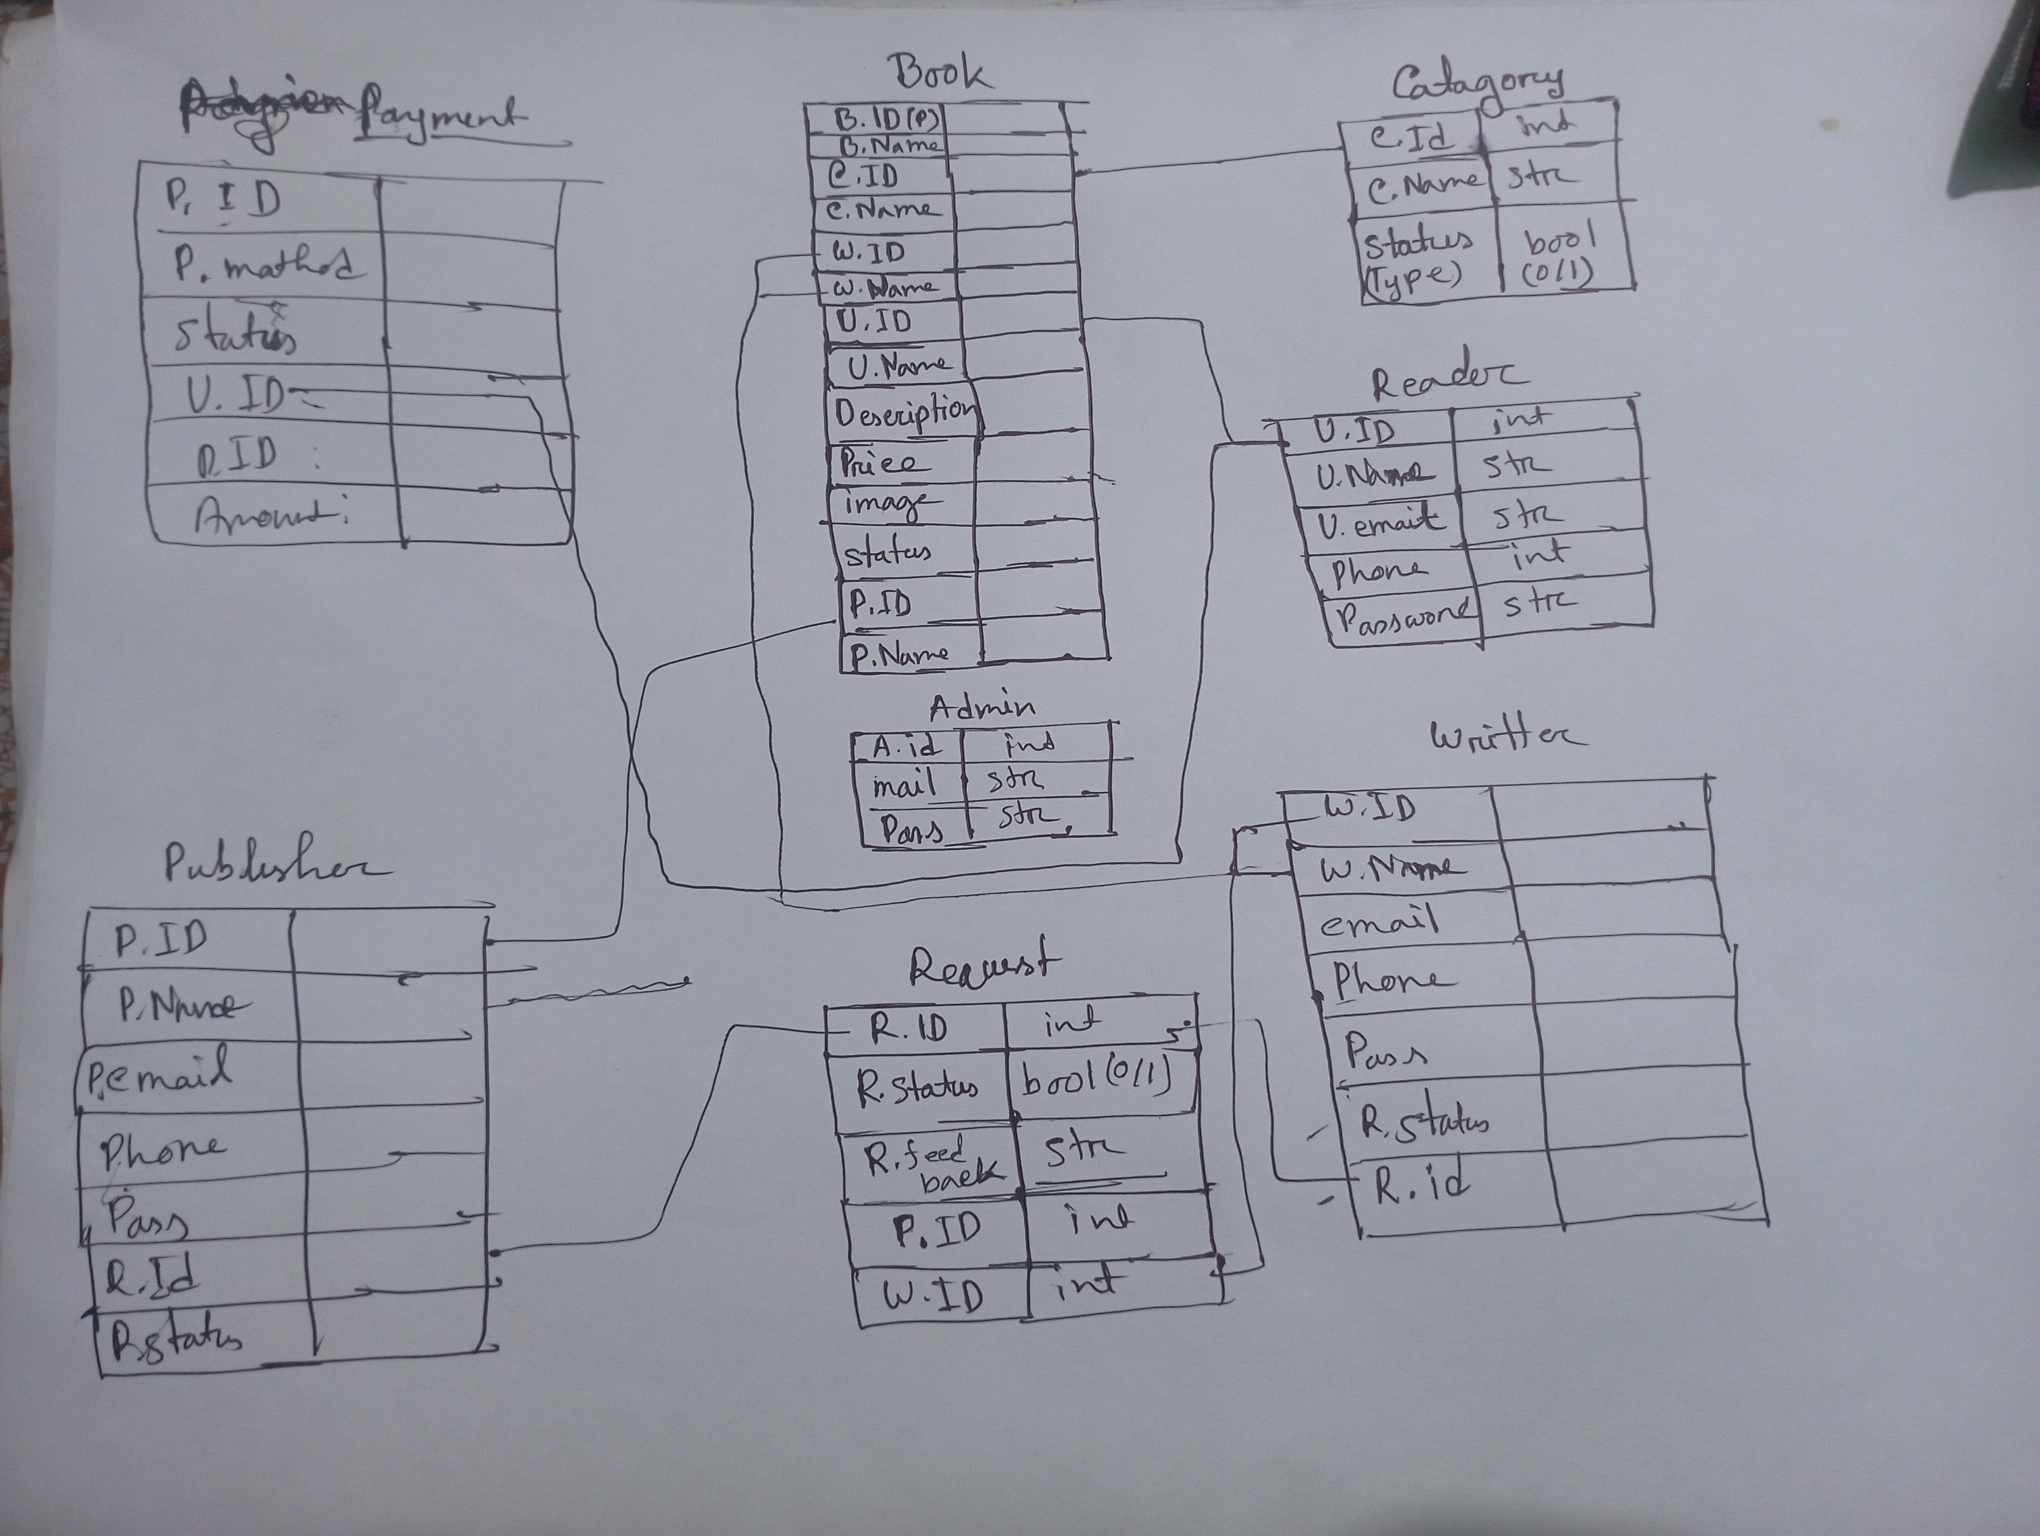 Payment
P. ID
P. mathod
Status
U. ID
Amount:
Book
B.ID(P)
B.Name
C.ID
C.Name
W.ID
W.Name
U.ID
U.Name
Description
Price
image
status
P.ID
P.Name
Catagory
C.Id int
C.Name str
Status bool
(Type) (0/1)
Reader
U.ID int
U.Name str
U.email str
Phone int
Password str
Admin
A.id int
mail str
Pass str
Writter
W.ID
W.Name
email
Phone
Pass
R.status
R.id
Publisher
P.ID
P.Name
P.email
Phone
Pass
R.Id
R.status
Request
R.ID int
R.Status bool(0/1)
R.feed str
back
P.ID int
W.ID int